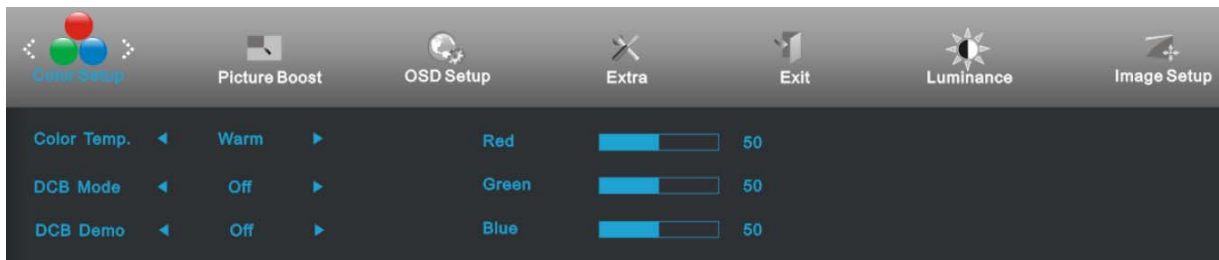 Color Setup
Picture Boost
OSD Setup
Extra
Exit
Luminance
Image Setup
Color Temp. Warm Red 50
DCB Mode Off Green 50
DCB Demo Off Blue 50